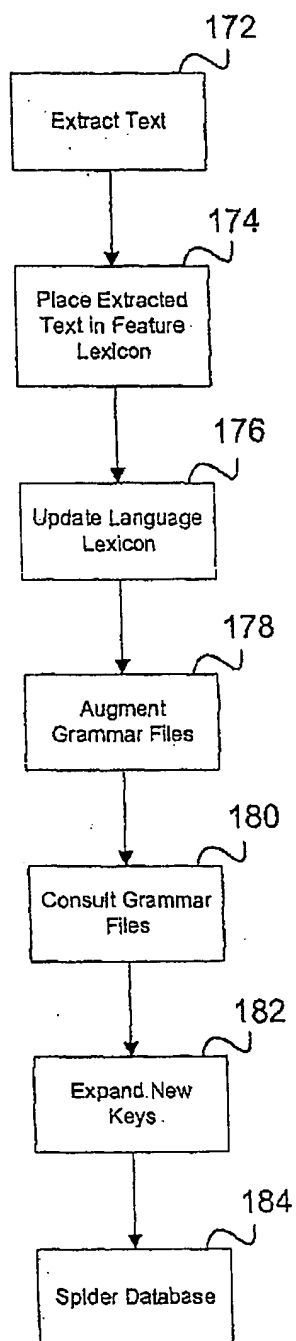 172
Extract Text
174
Place Extracted
Text in Feature
Lexicon
176
Update Language
Lexicon
178
Augment
Grammar Files
180
Consult Grammar
Files
182
Expand New
Keys
184
Spider Database